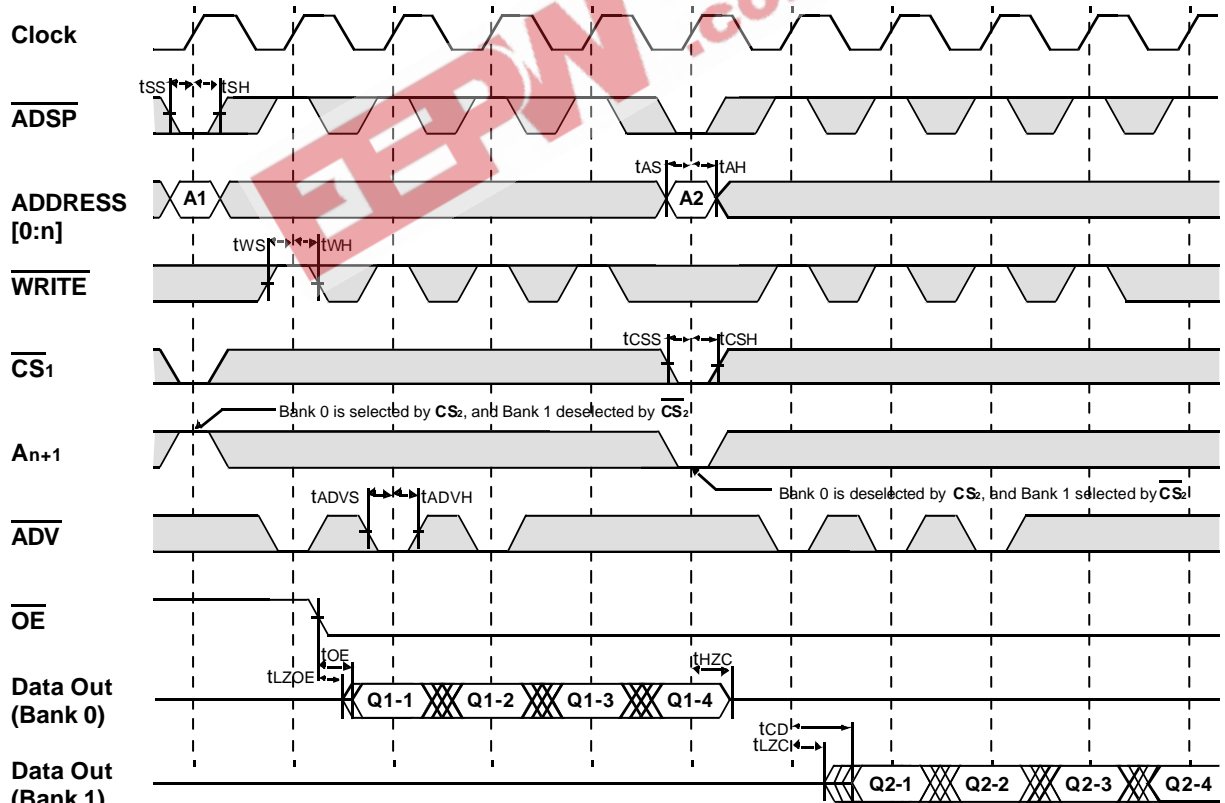 Clock
ADSP
tSS tSH
ADDRESS
[0:n]
A1
tAS tAH
A2
WRITE
tWS tWH
CS1
tCSS tCSH
Bank 0 is selected by CS2, and Bank 1 deselected by CS2
An+1
Bank 0 is deselected by CS2, and Bank 1 selected by CS2
ADV
tADVS tADVH
OE
tOE
tLZOE
tHZC
Data Out
(Bank 0)
Q1-1 Q1-2 Q1-3 Q1-4
tCD
tLZC
Data Out
(Bank 1)
Q2-1 Q2-2 Q2-3 Q2-4
EEPW .co